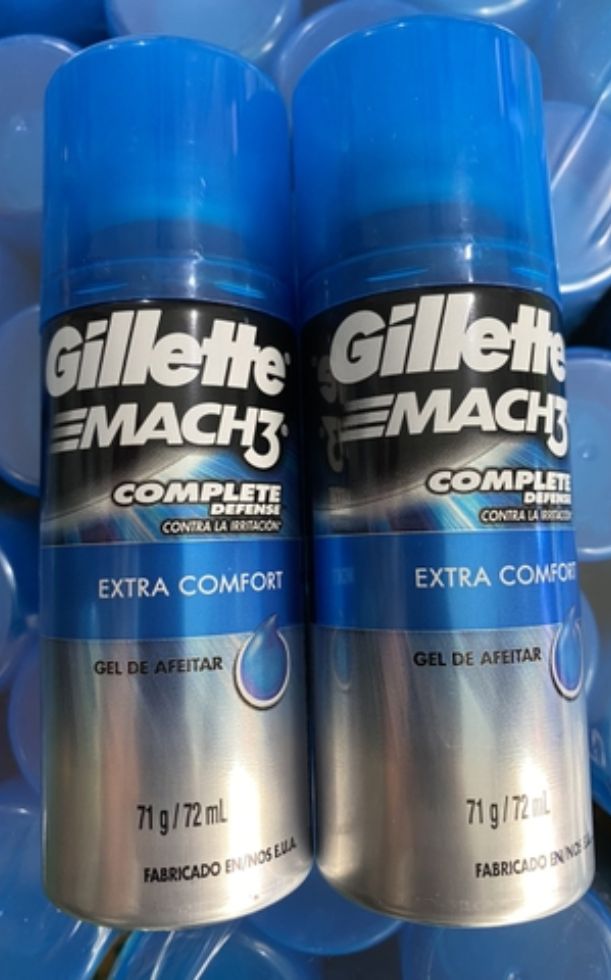 Gillette®
MACH3®
COMPLETE
DEFENSE
CONTRA LA IRRITACIÓN*
EXTRA COMFORT
GEL DE AFEITAR
71 g / 72 mL
FABRICADO EN/NOS E.U.A.
Gillette
MACH3
COMPLETE
DEFENSE
CONTRA LA IRRITACIÓN
EXTRA COMFORT
GEL DE AFEITAR
71 g / 72 mL
FABRICADO EN/NOS E.U.A.